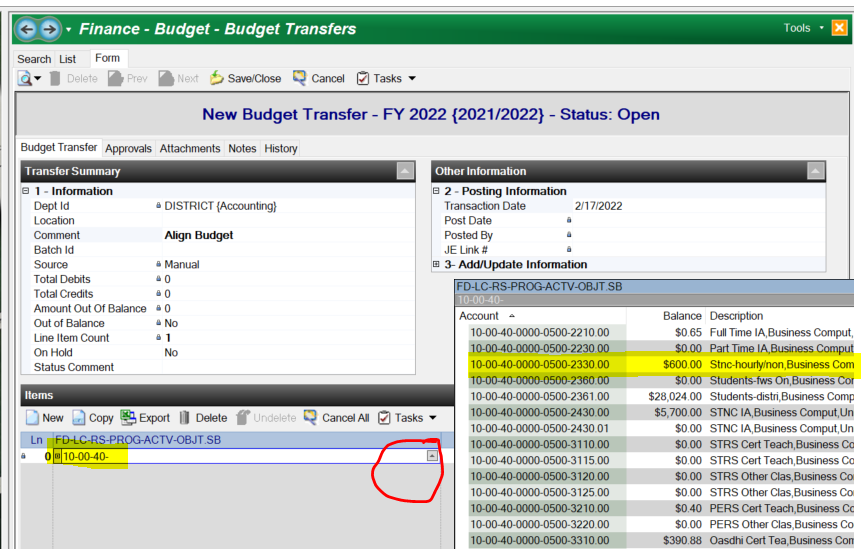 Finance - Budget - Budget Transfers Tools
Search List Form
Delete Prev Next Save/Close Cancel Tasks
New Budget Transfer - FY 2022 {2021/2022} - Status: Open
Budget Transfer Approvals Attachments Notes History
Transfer Summary
1 - Information
Dept Id DISTRICT {Accounting}
Location
Comment Align Budget
Batch Id
Source Manual
Total Debits 0
Total Credits 0
Amount Out Of Balance 0
Out of Balance No
Line Item Count 1
On Hold No
Status Comment
Other Information
2 - Posting Information
Transaction Date 2/17/2022
Post Date
Posted By
JE Link #
3- Add/Update Information
Items
New Copy Export Delete Undelete Cancel All Tasks
Ln FD-LC-RS-PROG-ACTV-OBJT.SB
0 10-00-40-
FD-LC-RS-PROG-ACTV-OBJT.SB
10-00-40-
Account Balance Description
10-00-40-0000-0500-2210.00 $0.65 Full Time IA,Business Comput,
10-00-40-0000-0500-2230.00 $0.00 Part Time IA,Business Comput
10-00-40-0000-0500-2330.00 $600.00 Stnc-hourly/non,Business Com
10-00-40-0000-0500-2360.00 $0.00 Students-fws On,Business Cor
10-00-40-0000-0500-2361.00 $28,024.00 Students-distri,Business Comp
10-00-40-0000-0500-2430.00 $5,700.00 STNC IA,Business Comput,Un
10-00-40-0000-0500-2430.01 $0.00 STNC IA,Business Comput,Un
10-00-40-0000-0500-3110.00 $0.00 STRS Cert Teach,Business Co
10-00-40-0000-0500-3115.00 $0.00 STRS Cert Teach,Business Co
10-00-40-0000-0500-3120.00 $0.00 STRS Other Clas,Business Co
10-00-40-0000-0500-3125.00 $0.00 STRS Other Clas,Business Co
10-00-40-0000-0500-3210.00 $0.40 PERS Cert Teach,Business Co
10-00-40-0000-0500-3220.00 $0.00 PERS Other Clas,Business Co
10-00-40-0000-0500-3310.00 $390.88 Oasdhi Cert Tea,Business Com